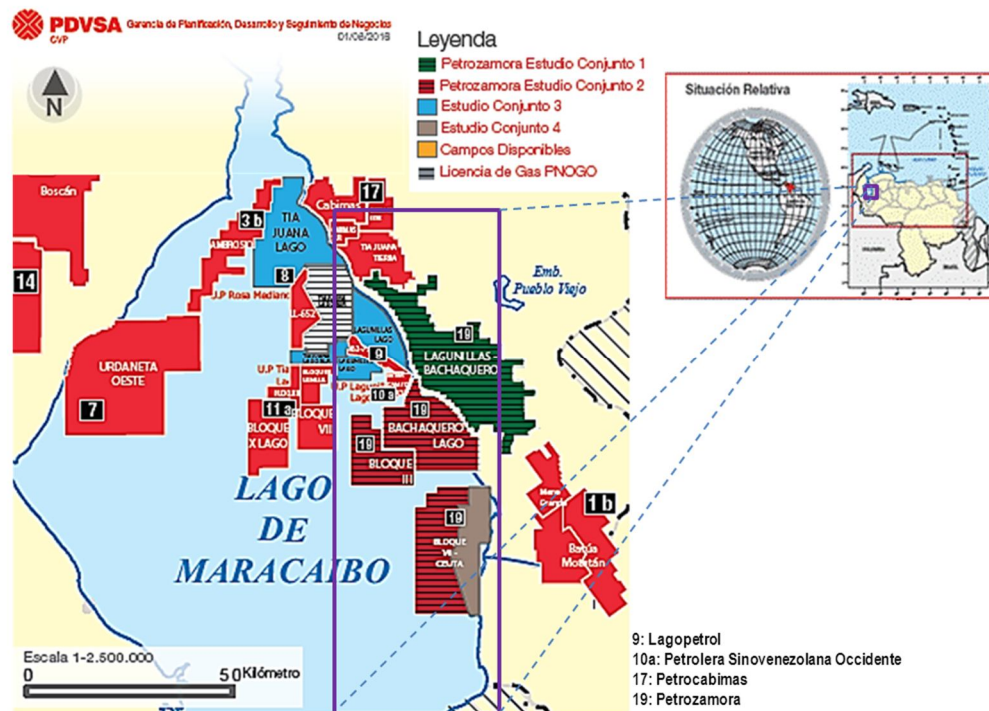 PDVSA
CVP
Gerencia de Planificación, Desarrollo y Seguimiento de Negocios
01/08/2018
Leyenda
Petrozamora Estudio Conjunto 1
Petrozamora Estudio Conjunto 2
Estudio Conjunto 3
Estudio Conjunto 4
Campos Disponibles
Licencia de Gas PNOGO
Situación Relativa
N
Boscán
14
3 b
AMBROSIO
TIA
JUANA
LAGO
Cabimas
17
TIA JUANA
TIERRA
8
U.P Rosa Mediano
LL-652
Emb.
Pueblo Viejo
URDANETA
OESTE
7
LAGUNILLAS
LAGO
9
19
LAGUNILLAS
BACHAQUERO
U.P Tia
11 a
BLOQUE
X LAGO
BLOQUE
VII
10 a
19
BACHAQUERO
LAGO
19
BLOQUE
III
LAGO
DE
MARACAIBO
19
BLOQUE
VII -
CEUTA
1 b
Mene
Grande
Barúa
Motatán
Escala 1-2.500.000
0
50 Kilómetro
9: Lagopetrol
10a: Petrolera Sinovenezolana Occidente
17: Petrocabimas
19: Petrozamora